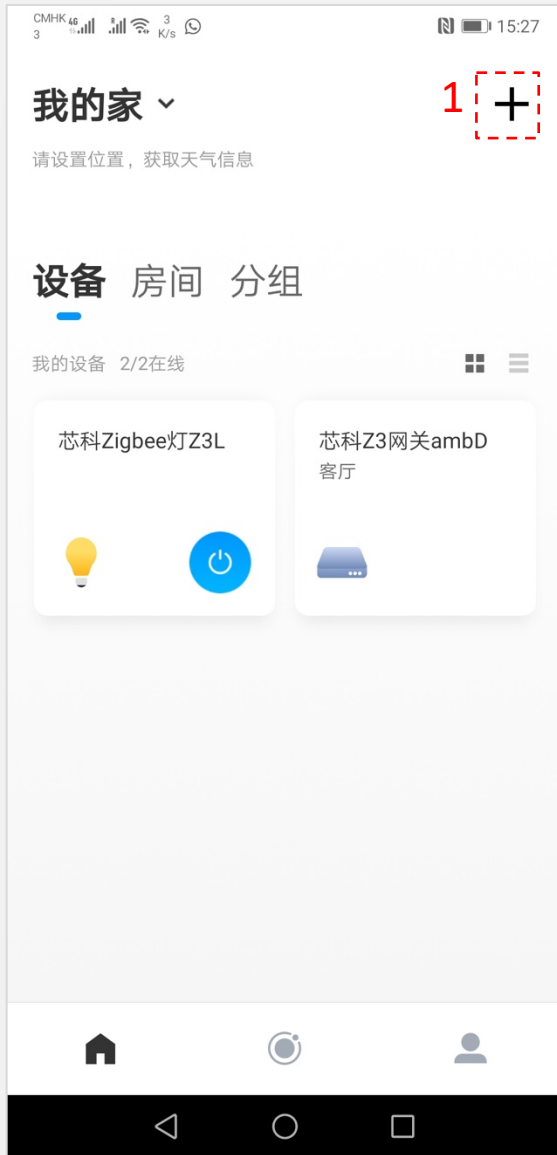 CMHK 4G 3 K/s 15:27
3
我的家
1
请设置位置，获取天气信息
设备 房间 分组
我的设备 2/2在线
芯科Zigbee灯Z3L
芯科Z3网关ambD
客厅